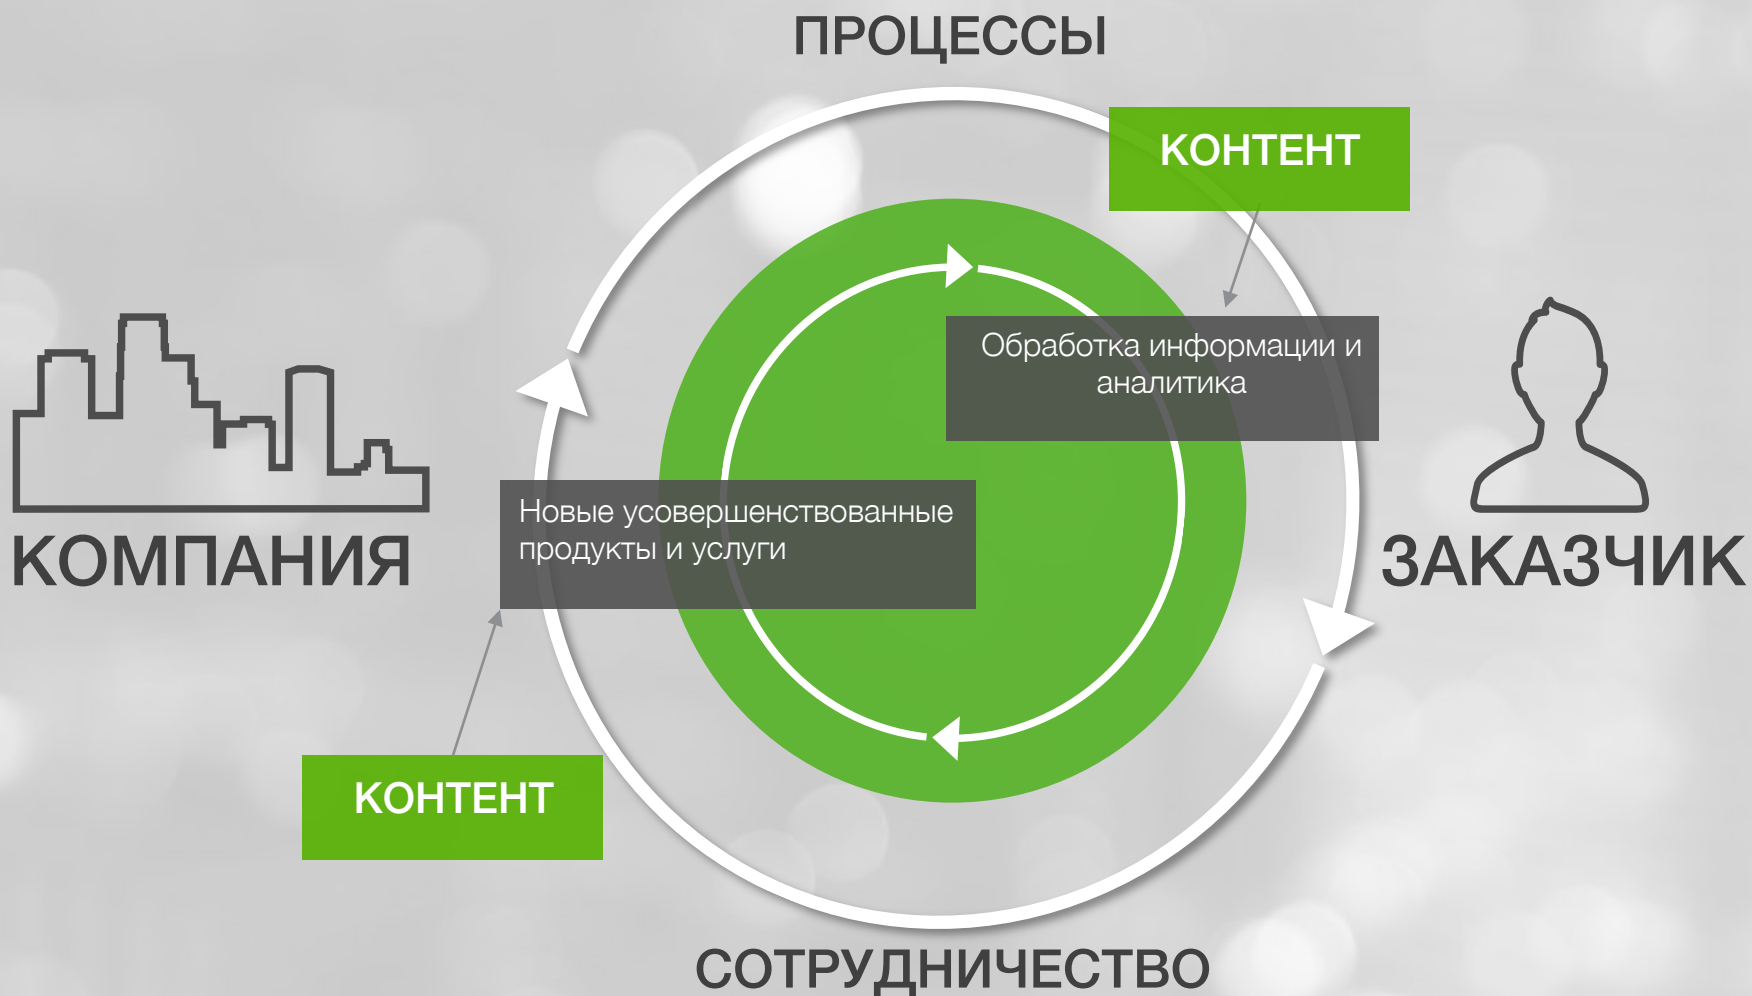 ПРОЦЕССЫ
КОНТЕНТ
Обработка информации и
аналитика
Новые усовершенствованные
продукты и услуги
КОМПАНИЯ
ЗАКАЗЧИК
КОНТЕНТ
СОТРУДНИЧЕСТВО